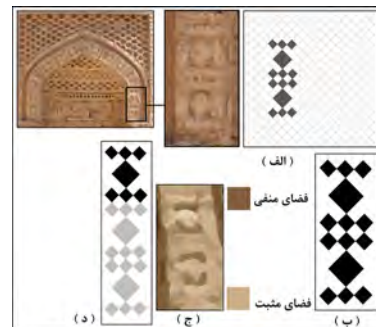 ( الف )
فضای منفی
فضای مثبت
( ب )
( ج )
( د )